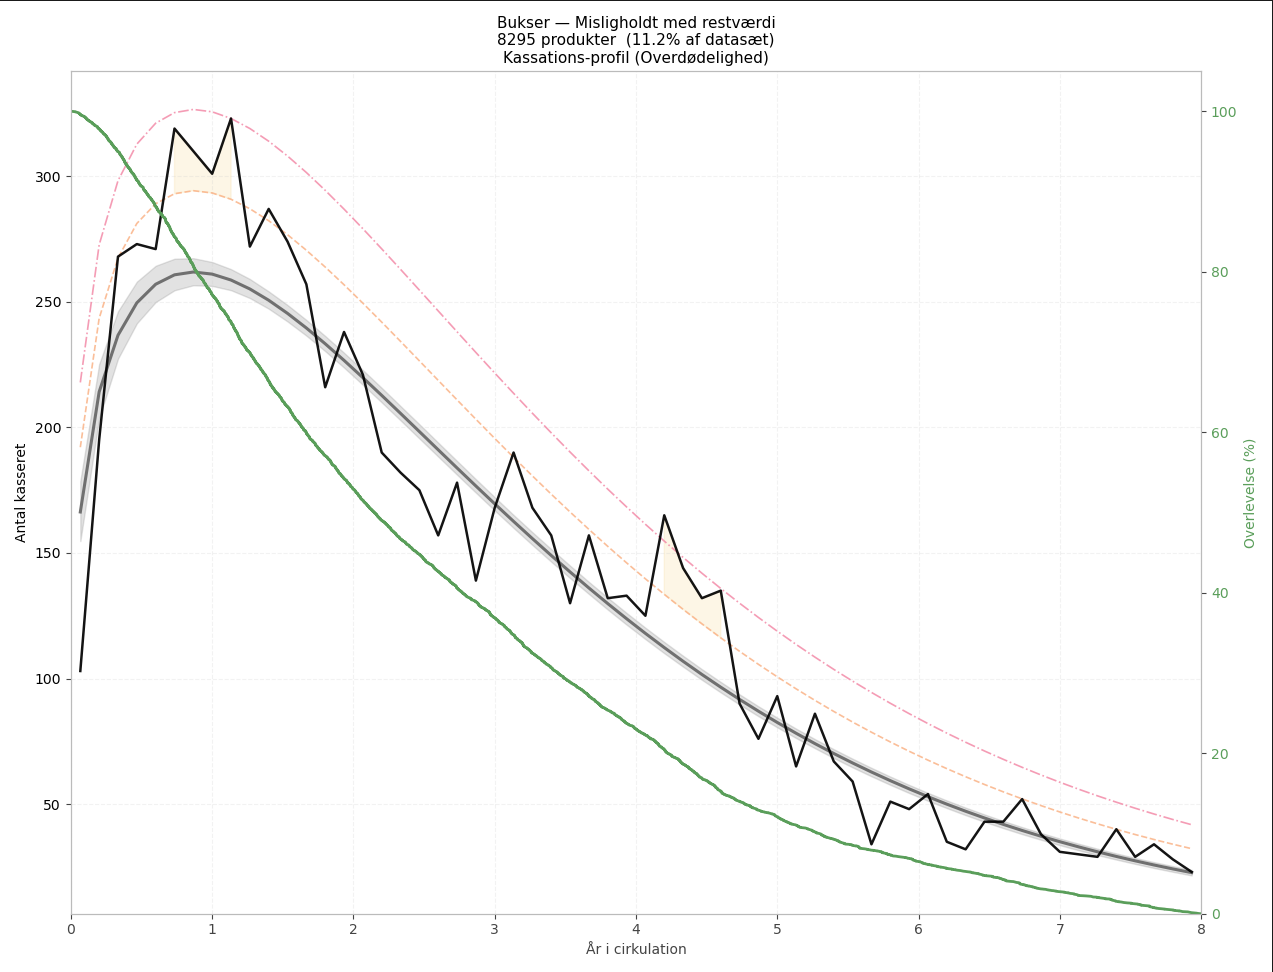 Bukser — Misligholdt med restværdi
8295 produkter  (11.2% af datasæt)
Kassations-profil (Overdødelighed)
Antal kasseret
300
250
200
150
100
50
100
80
60
40
20
0
Overlevelse (%)
0 1 2 3 4 5 6 7 8
År i cirkulation